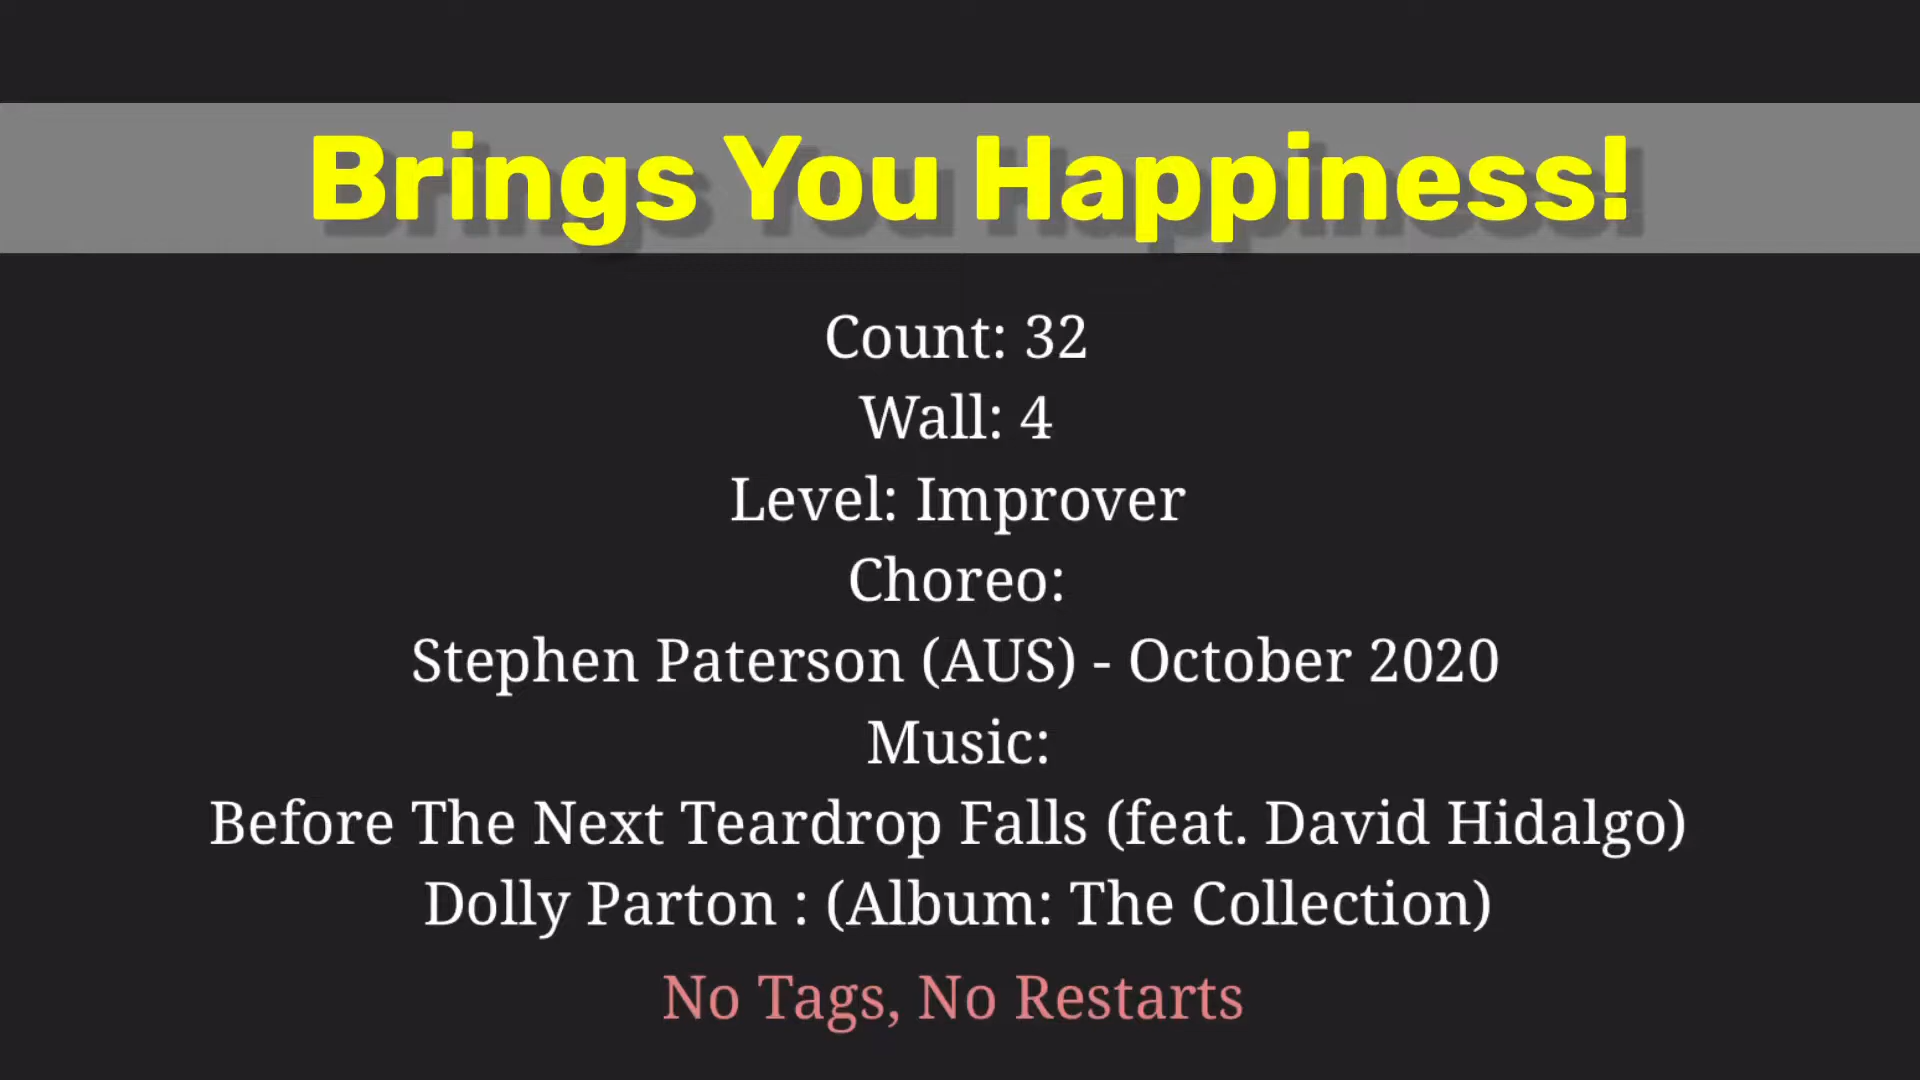 Brings You Happiness!
Count: 32
Wall: 4
Level: Improver
Choreo:
Stephen Paterson (AUS) - October 2020
Music:
Before The Next Teardrop Falls (feat. David Hidalgo)
Dolly Parton : (Album: The Collection)
No Tags, No Restarts